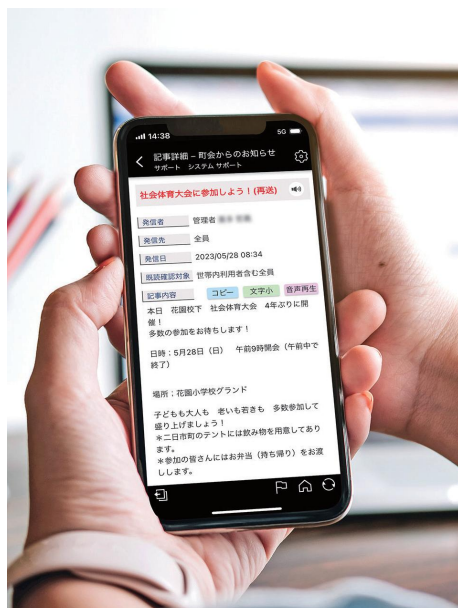 14:38
5G
記事詳細 – 町会からのお知らせ
サポート システム サポート
社会体育大会に参加しよう！(再送)
発信者 管理者
発信先 全員
発信日 2023/05/28 08:34
既読確認対象 世帯内利用者含む全員
記事内容 コピー 文字小 音声再生
本日 花園校下 社会体育大会 4年ぶりに開
催！
多数の参加をお待ちします！
日時：5月28日（日） 午前9時開会（午前中で
終了）
場所：花園小学校グランド
子どもも大人も 老いも若きも 多数参加して
盛り上げましょう！
＊二日市町のテントには飲み物を用意してあり
ます。
＊参加の皆さんにはお弁当（持ち帰り）をお渡
しします。